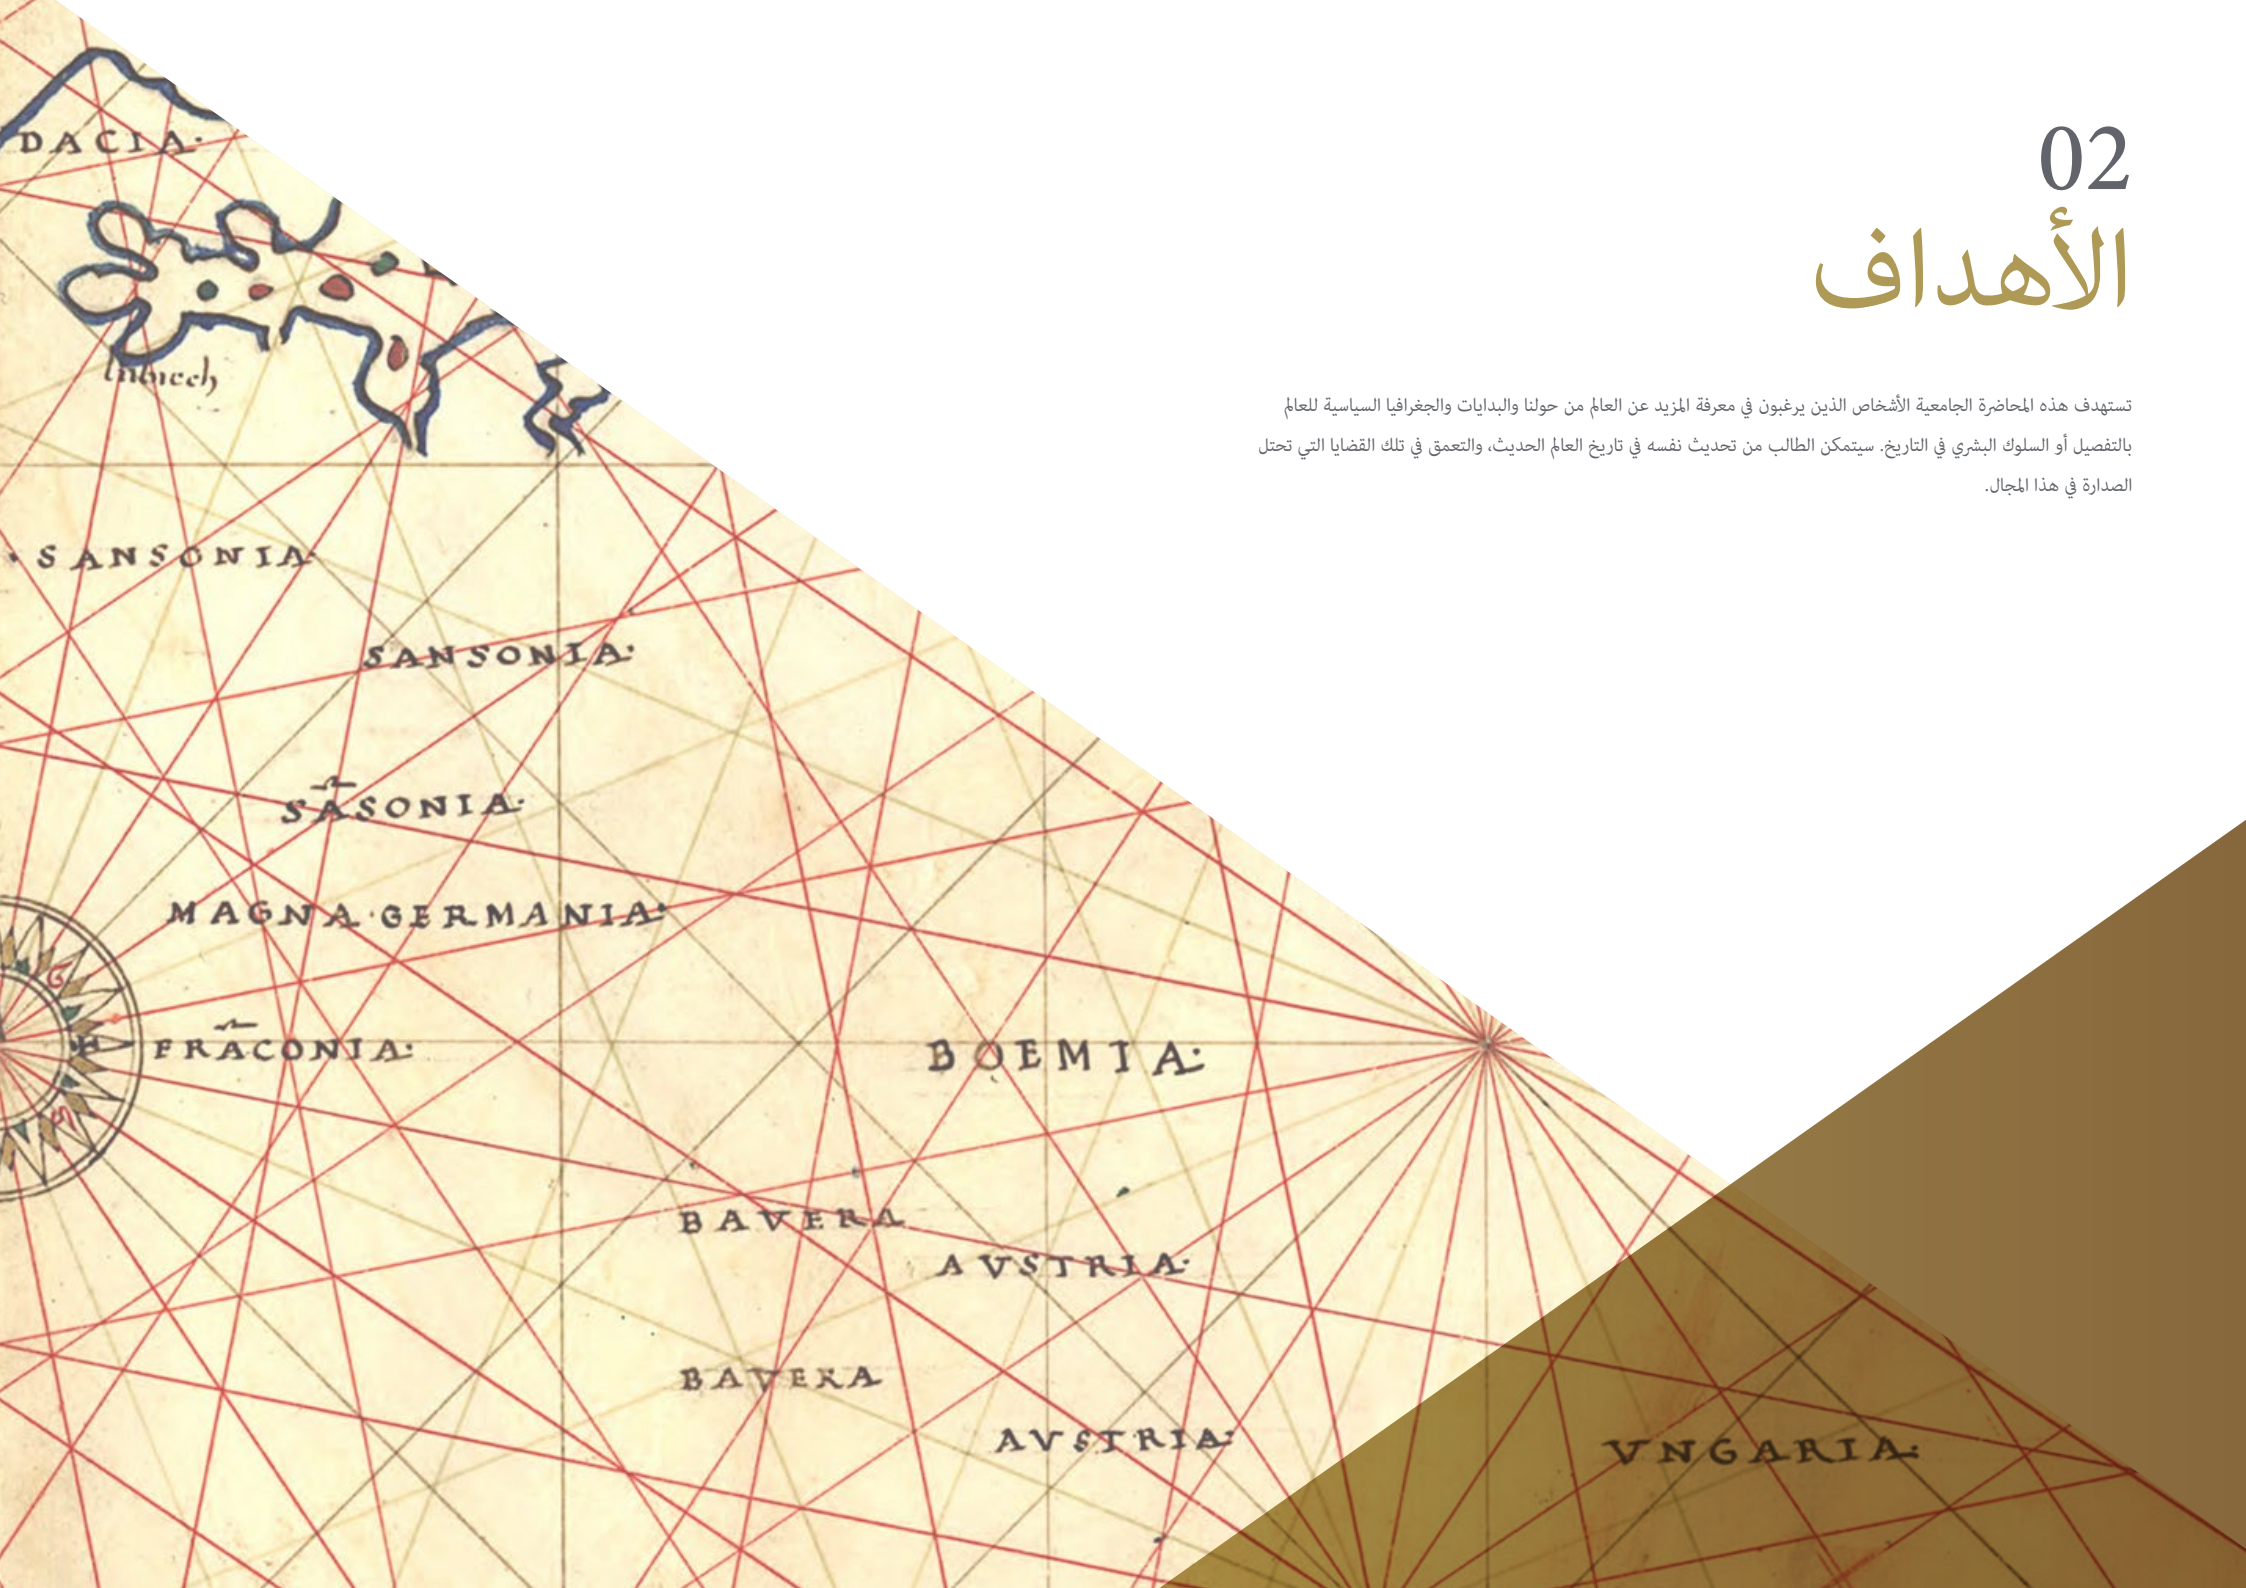 02
الأهداف
تستهدف هذه المحاضرة الجامعية الأشخاص الذين يرغبون في معرفة المزيد عن العالم من حولنا والبدايات والجغرافيا السياسية للعالم
بالتفصيل أو السلوك البشري في التاريخ. سيتمكن الطالب من تحديث نفسه في تاريخ العالم الحديث، والتعمق في تلك القضايا التي تحتل
الصدارة في هذا المجال.
DACIA·
· SANSONIA·
SANSONIA·
SASONIA·
MAGNA·GERMANIA·
FRACONIA·
BOEMIA·
BAVERA
AVSTRIA·
BAVERA
AVSTRIA·
VNGARIA·